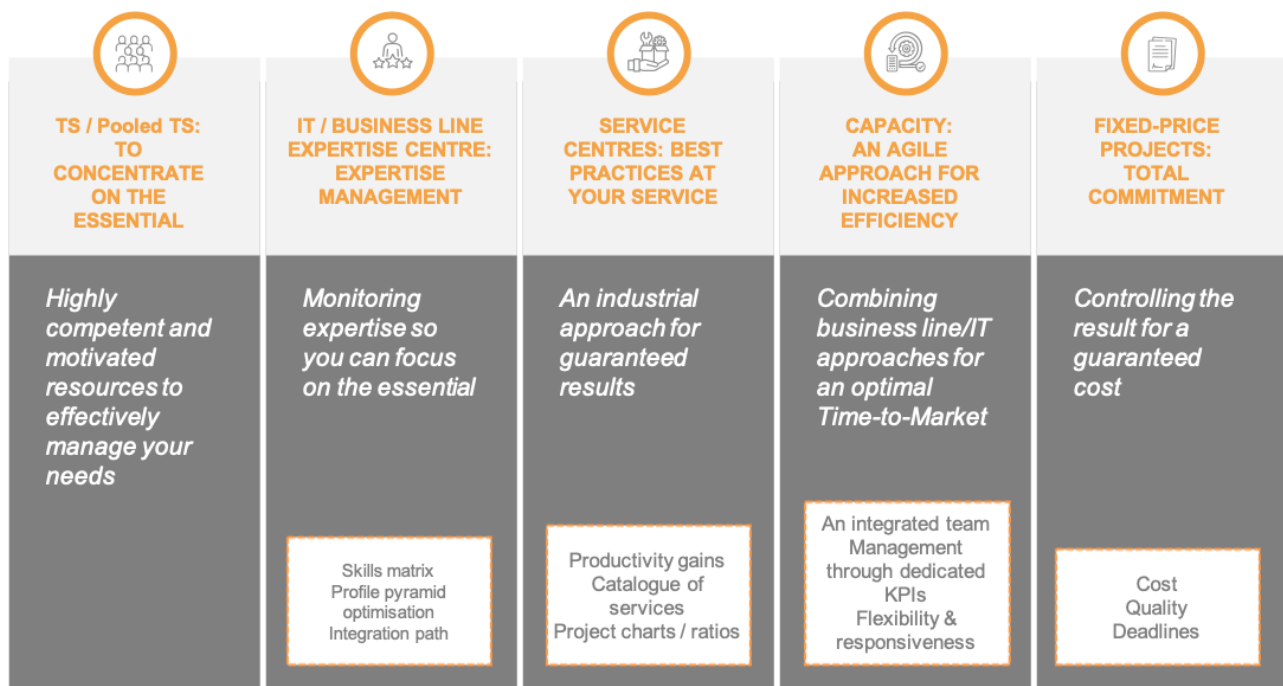 TS / Pooled TS:
TO
CONCENTRATE
ON THE
ESSENTIAL
Highly
competent and
motivated
resources to
effectively
manage your
needs
IT / BUSINESS LINE
EXPERTISE CENTRE:
EXPERTISE
MANAGEMENT
Monitoring
expertise so
you can focus
on the essential
Skills matrix
Profile pyramid
optimisation
Integration path
SERVICE
CENTRES: BEST
PRACTICES AT
YOUR SERVICE
An industrial
approach for
guaranteed
results
Productivity gains
Catalogue of
services
Project charts / ratios
CAPACITY:
AN AGILE
APPROACH FOR
INCREASED
EFFICIENCY
Combining
business line/IT
approaches for
an optimal
Time-to-Market
An integrated team
Management
through dedicated
KPIs
Flexibility &
responsiveness
FIXED-PRICE
PROJECTS:
TOTAL
COMMITMENT
Controlling the
result for a
guaranteed
cost
Cost
Quality
Deadlines